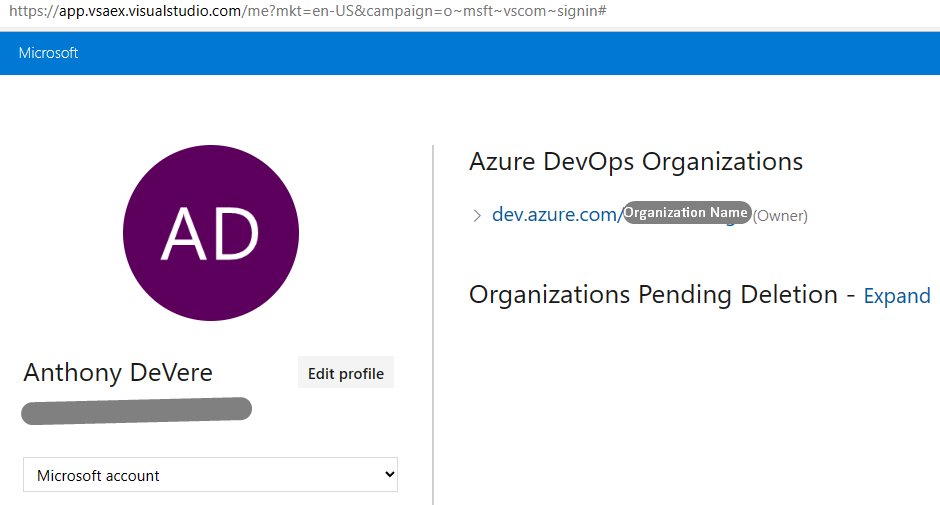 https://app.vsaex.visualstudio.com/me?mkt=en-US&campaign=o~msft~vscom~signin#
Microsoft
AD
Anthony DeVere
Edit profile
Microsoft account
Azure DevOps Organizations
dev.azure.com/Organization Name (Owner)
Organizations Pending Deletion - Expand